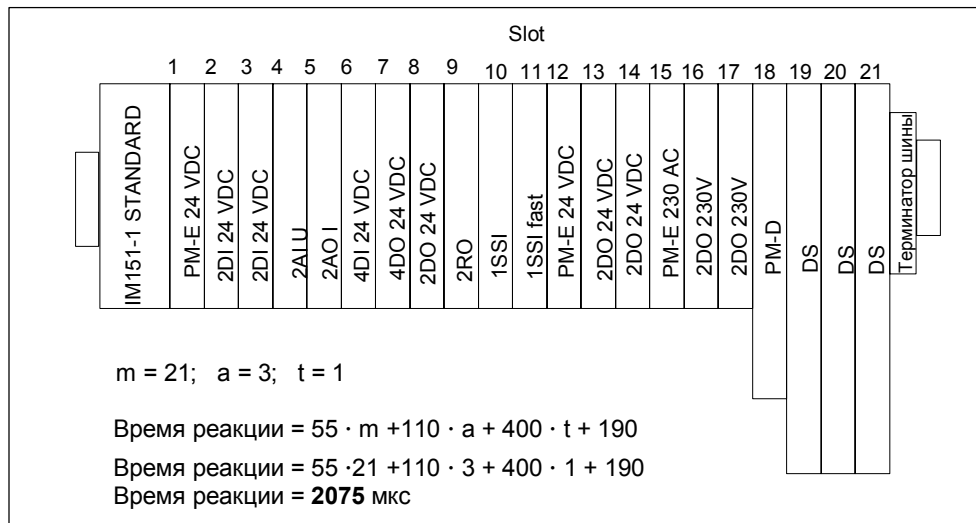 Slot
1 2 3 4 5 6 7 8 9 10 11 12 13 14 15 16 17 18 19 20 21
IM151-1 STANDARD
PM-E 24 VDC
2DI 24 VDC
2DI 24 VDC
2AI U
2AO I
4DI 24 VDC
4DO 24 VDC
2DO 24 VDC
2RO
1SSI
1SSI fast
PM-E 24 VDC
2DO 24 VDC
2DO 24 VDC
PM-E 230 AC
2DO 230V
2DO 230V
PM-D
DS
DS
DS
Терминатор шины
m = 21; a = 3; t = 1
Время реакции = 55 · m +110 · a + 400 · t + 190
Время реакции = 55 ·21 +110 · 3 + 400 · 1 + 190
Время реакции = 2075 мкс